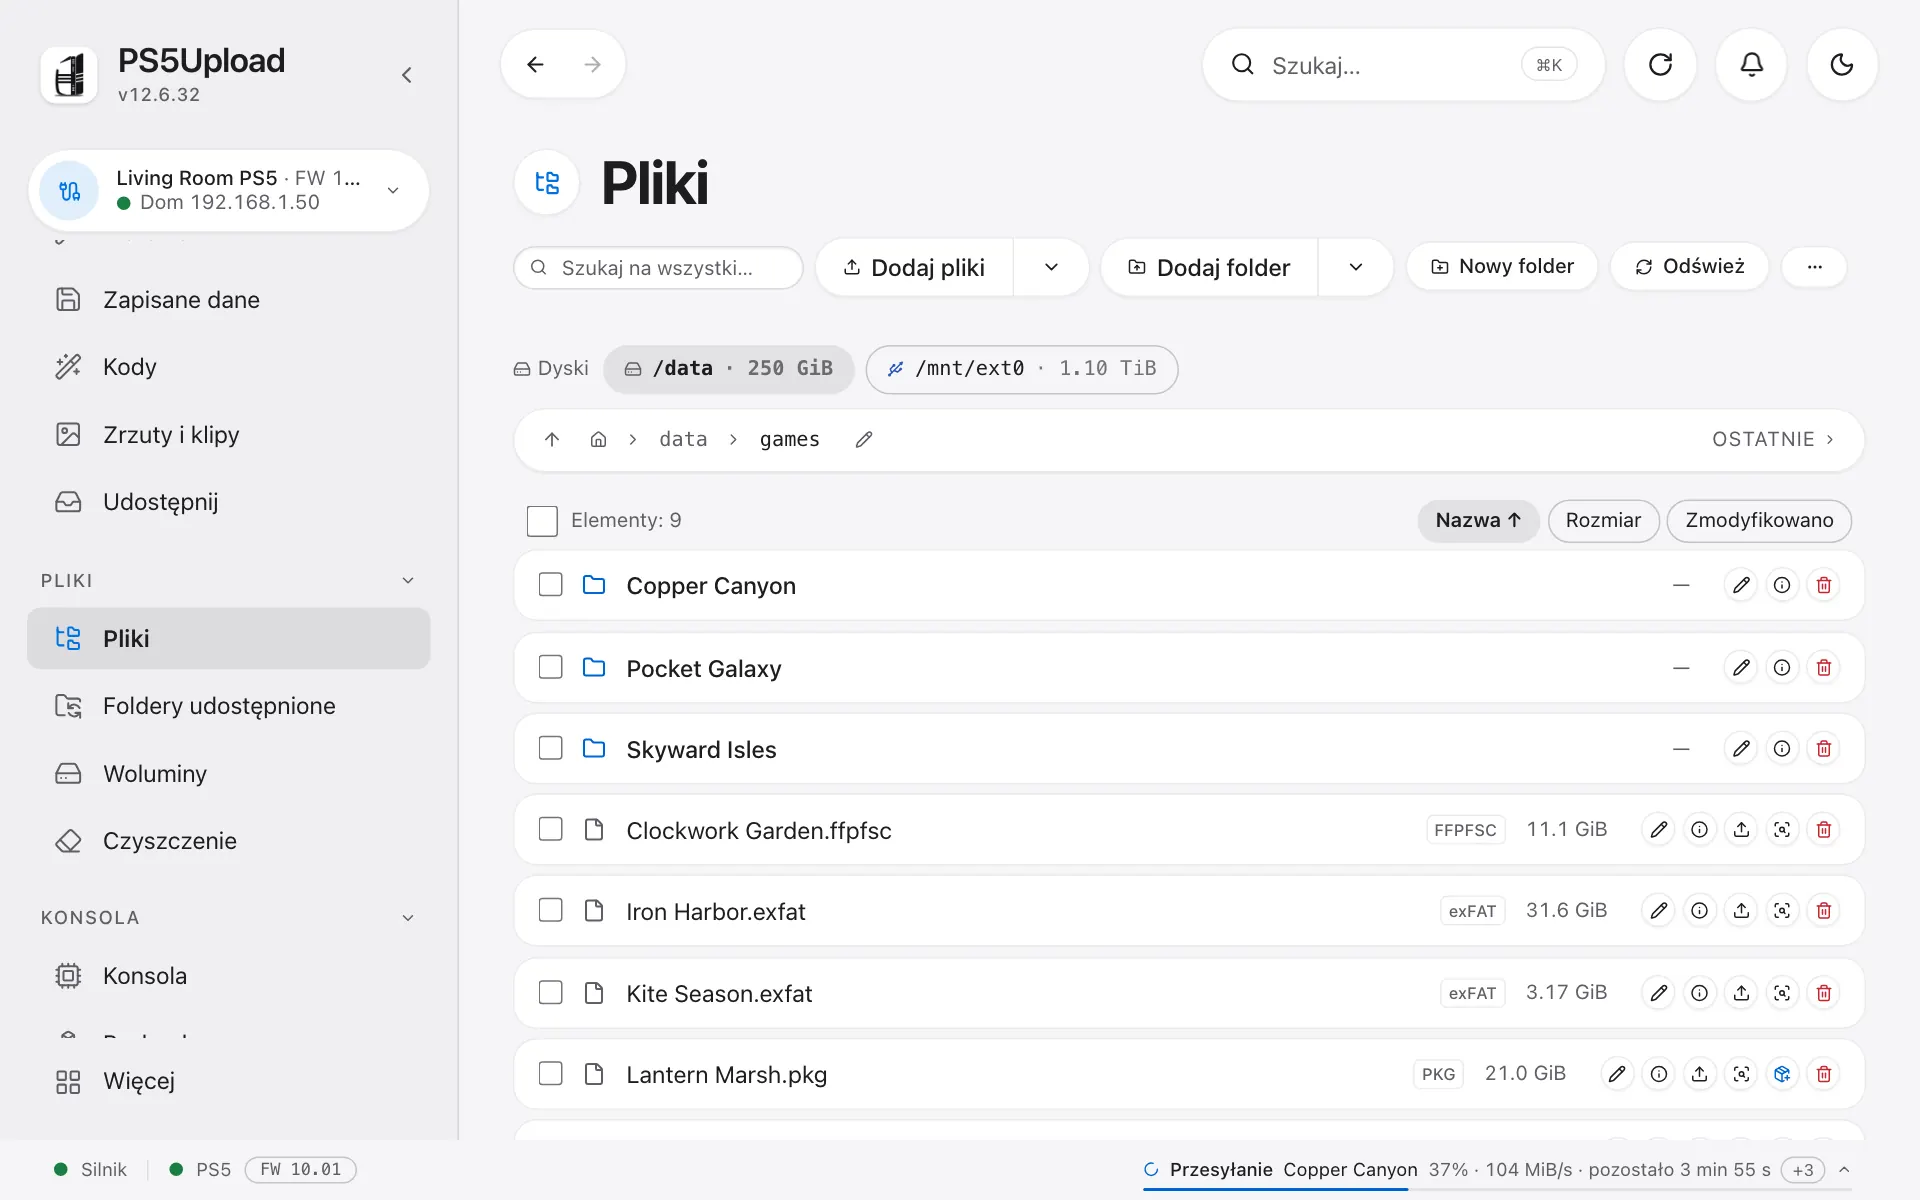 PS5Upload
v12.6.32
Living Room PS5 · FW 1...
Dom 192.168.1.50
Zapisane dane
Kody
Zrzuty i klipy
Udostępnij
PLIKI
Pliki
Foldery udostępnione
Woluminy
Czyszczenie
KONSOLA
Konsola
Więcej
Szukaj...
⌘K
Pliki
Szukaj na wszystki...
Dodaj pliki
Dodaj folder
Nowy folder
Odśwież
Dyski
/data · 250 GiB
/mnt/ext0 · 1.10 TiB
data > games
OSTATNIE >
Elementy: 9
Nazwa ↑
Rozmiar
Zmodyfikowano
Copper Canyon —
Pocket Galaxy —
Skyward Isles —
Clockwork Garden.ffpfsc FFPFSC 11.1 GiB
Iron Harbor.exfat exFAT 31.6 GiB
Kite Season.exfat exFAT 3.17 GiB
Lantern Marsh.pkg PKG 21.0 GiB
Silnik
PS5
FW 10.01
Przesyłanie Copper Canyon 37% · 104 MiB/s · pozostało 3 min 55 s +3